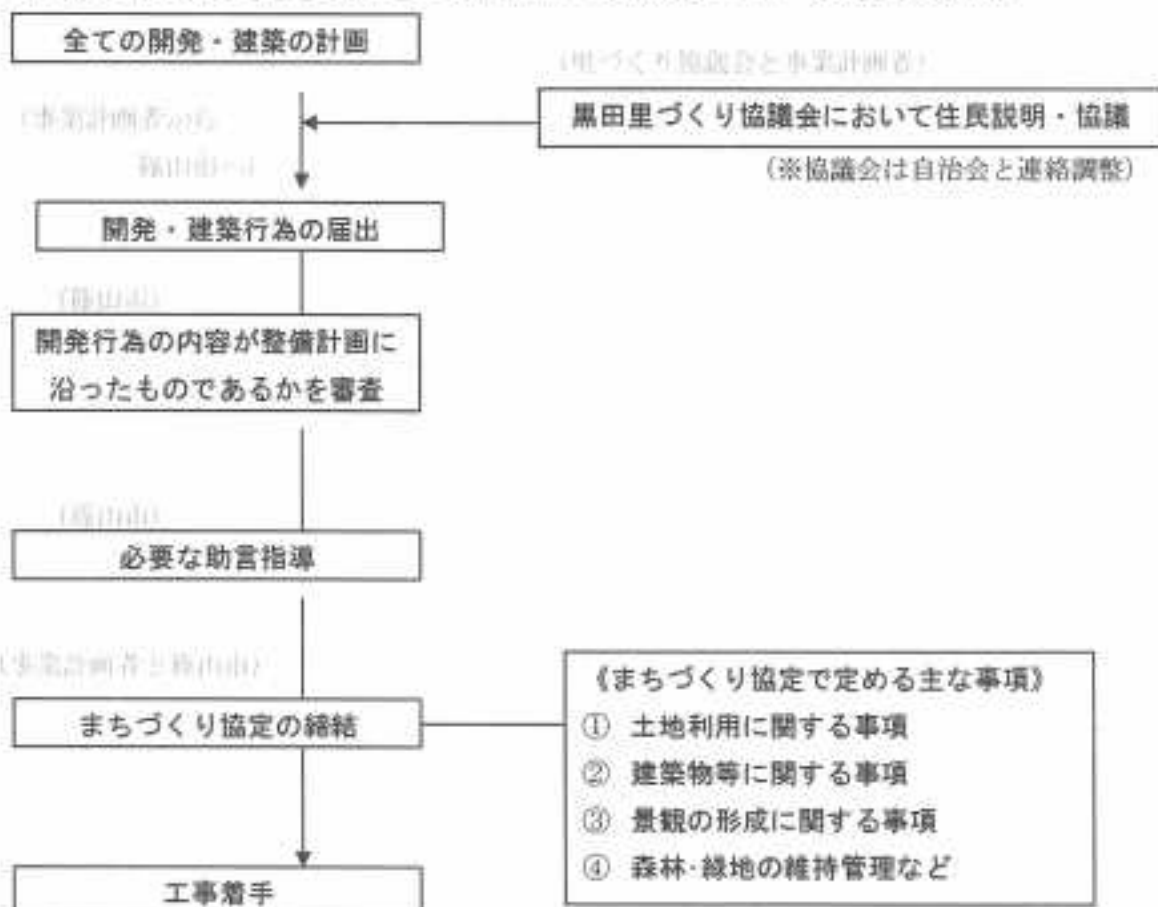 全ての開発・建築の計画
黒田里づくり協議会において住民説明・協議
（※協議会は自治会と連絡調整）
開発・建築行為の届出
開発行為の内容が整備計画に
沿ったものであるかを審査
必要な助言指導
まちづくり協定の締結
《まちづくり協定で定める主な事項》
① 土地利用に関する事項
② 建築物等に関する事項
③ 景観の形成に関する事項
④ 森林・緑地の維持管理など
工事着手